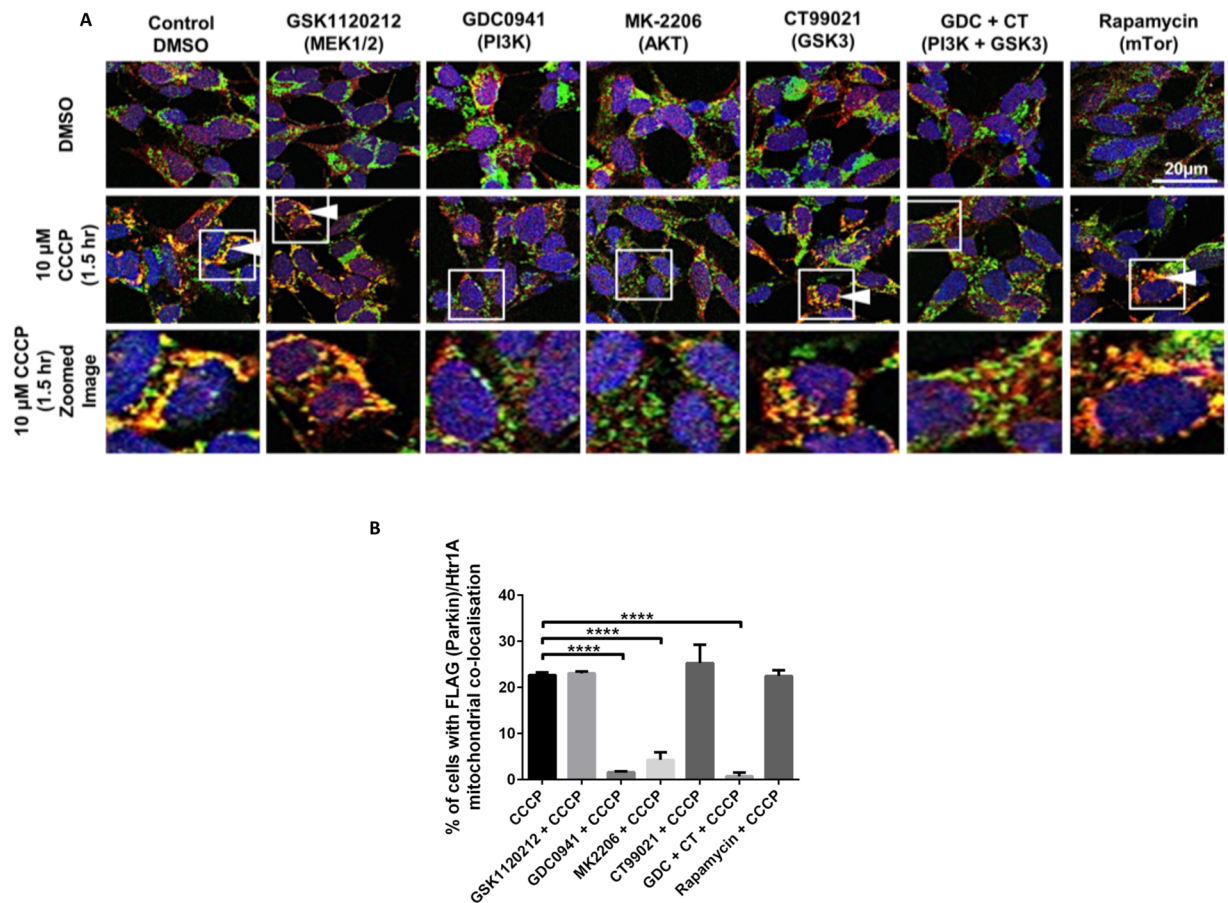 A
Control
DMSO
GSK1120212
(MEK1/2)
GDC0941
(PI3K)
MK-2206
(AKT)
CT99021
(GSK3)
GDC + CT
(PI3K + GSK3)
Rapamycin
(mTor)
DMSO
20µm
10 µM
CCCP
(1.5 hr)
10 µM CCCP
(1.5 hr)
Zoomed
Image
B
% of cells with FLAG (Parkin)/Htr1A
mitochondrial co-localisation
40
30
20
10
0
****
****
****
CCCP
GSK1120212 + CCCP
GDC0941 + CCCP
MK2206 + CCCP
CT99021 + CCCP
GDC + CT + CCCP
Rapamycin + CCCP